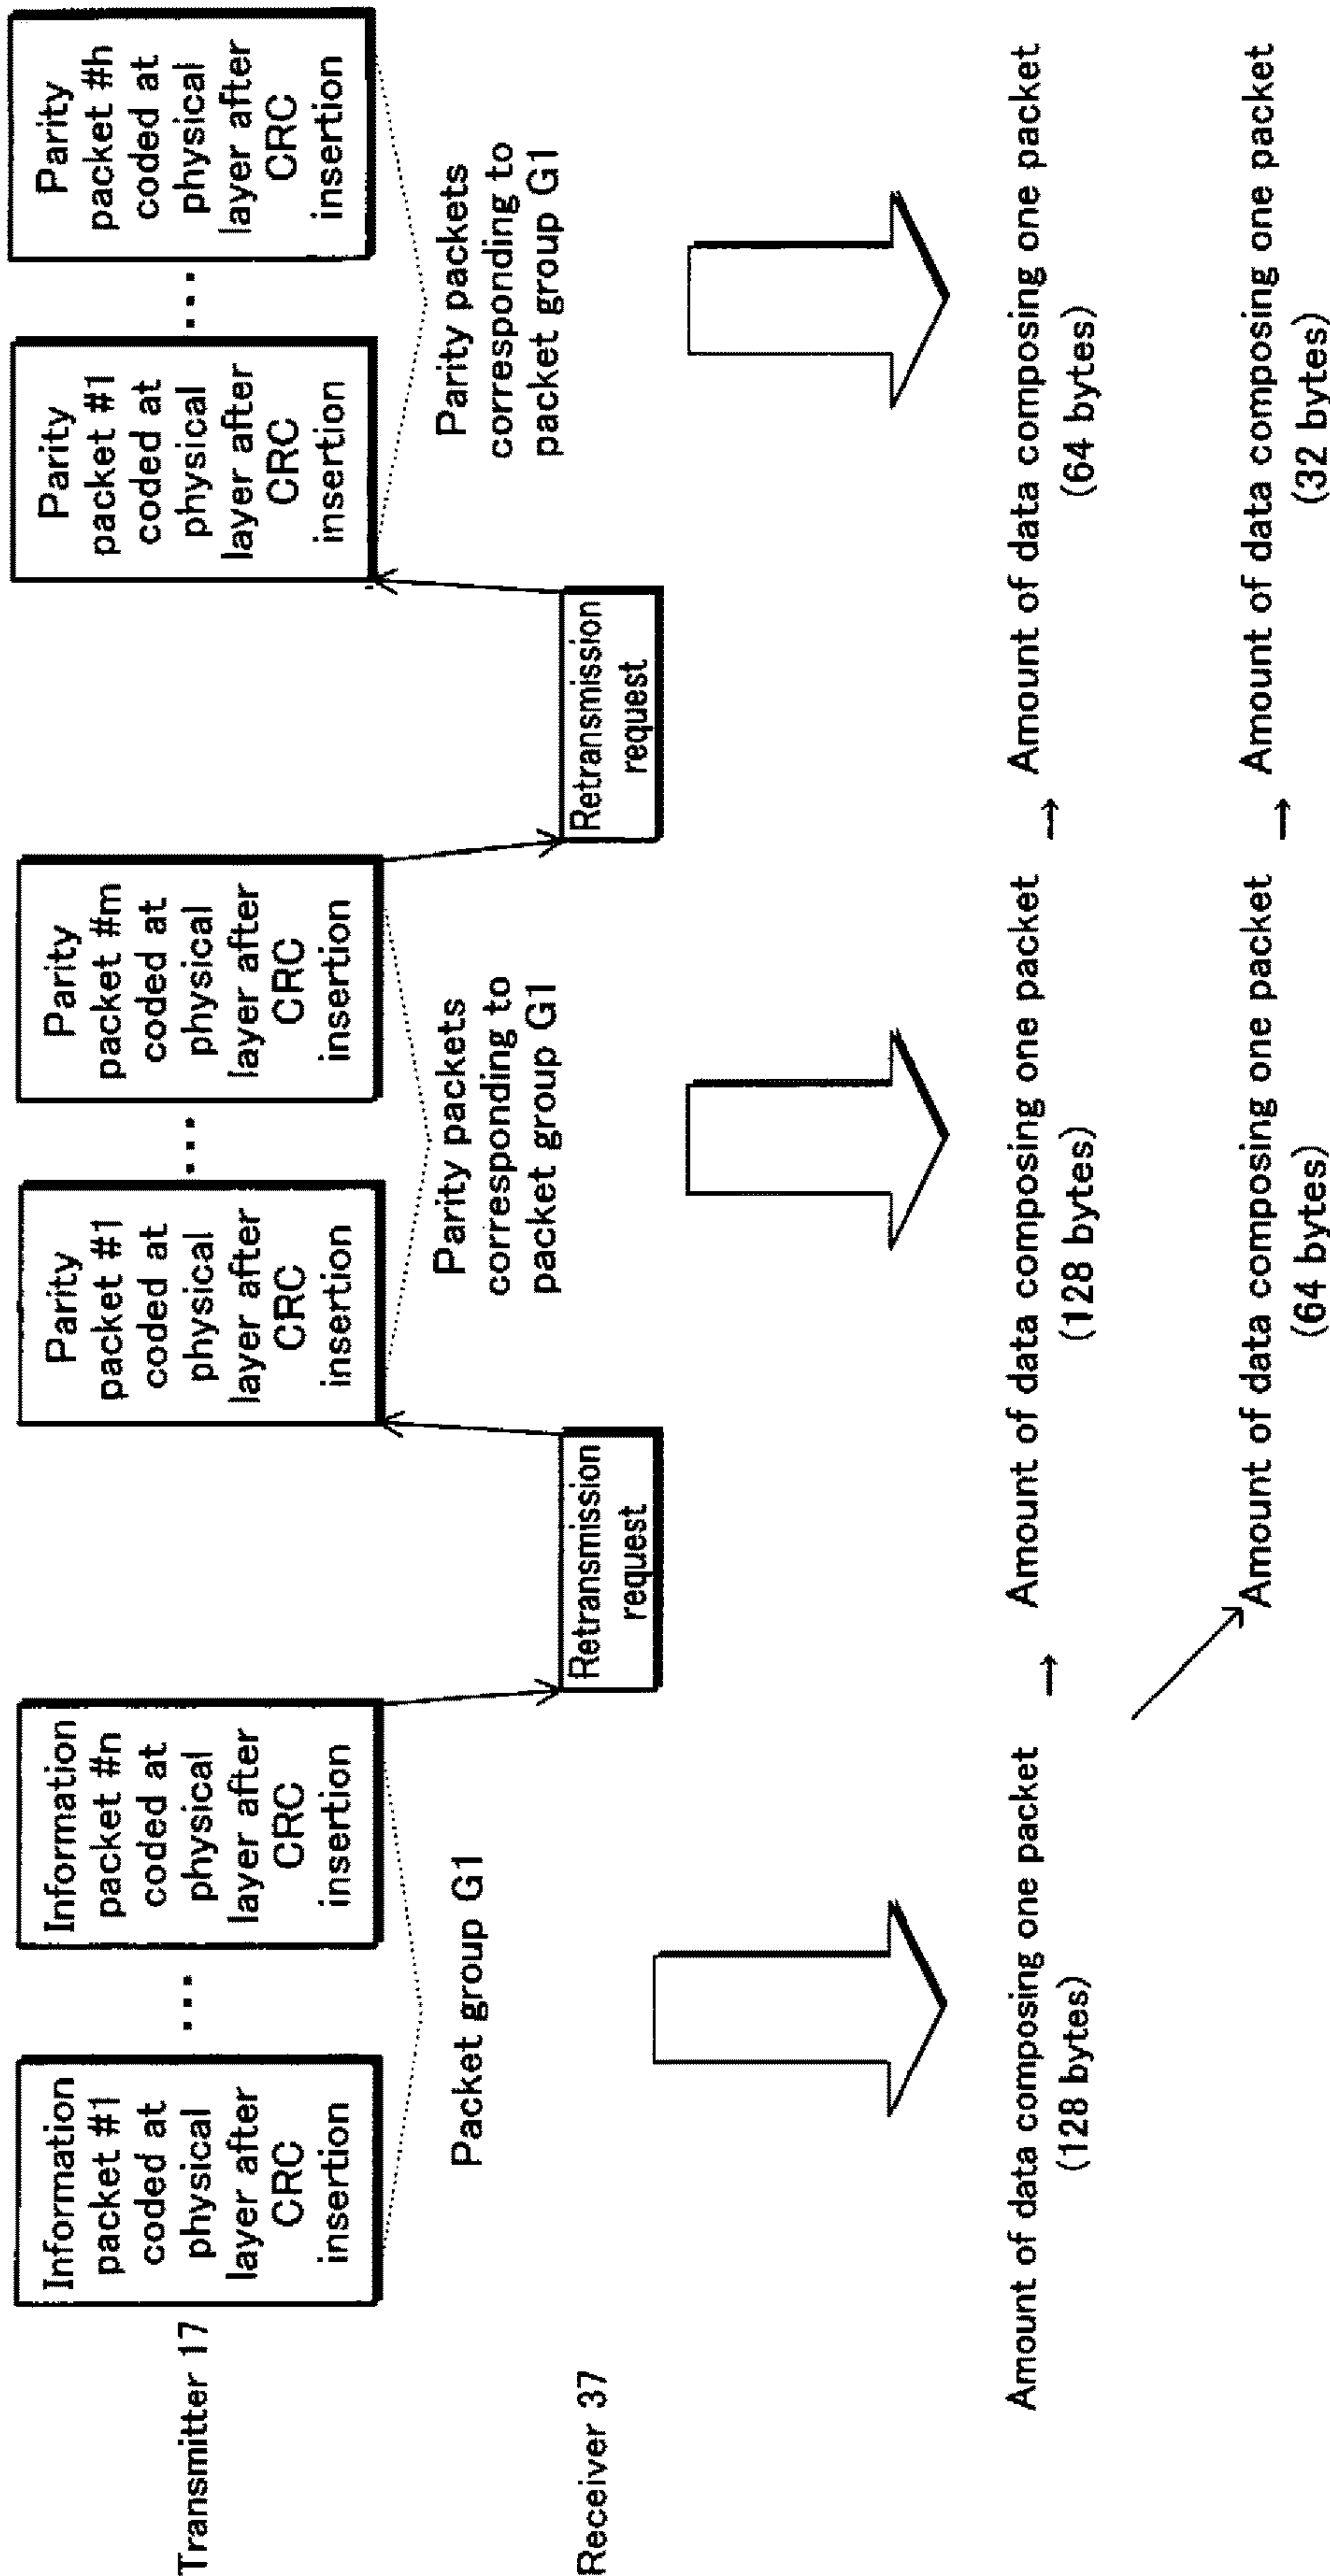 Transmitter 17
Information
packet #1
coded at
physical
layer after
CRC
insertion
...
Information
packet #n
coded at
physical
layer after
CRC
insertion
Parity
packet #1
coded at
physical
layer after
CRC
insertion
...
Parity
packet #m
coded at
physical
layer after
CRC
insertion
Parity
packet #1
coded at
physical
layer after
CRC
insertion
...
Parity
packet #h
coded at
physical
layer after
CRC
insertion
Packet group G1
Parity packets
corresponding to
packet group G1
Parity packets
corresponding to
packet group G1
Receiver 37
Retransmission
request
Retransmission
request
Amount of data composing one packet
(128 bytes)
→
Amount of data composing one packet
(128 bytes)
→
Amount of data composing one packet
(64 bytes)
Amount of data composing one packet
(64 bytes)
→
Amount of data composing one packet
(32 bytes)